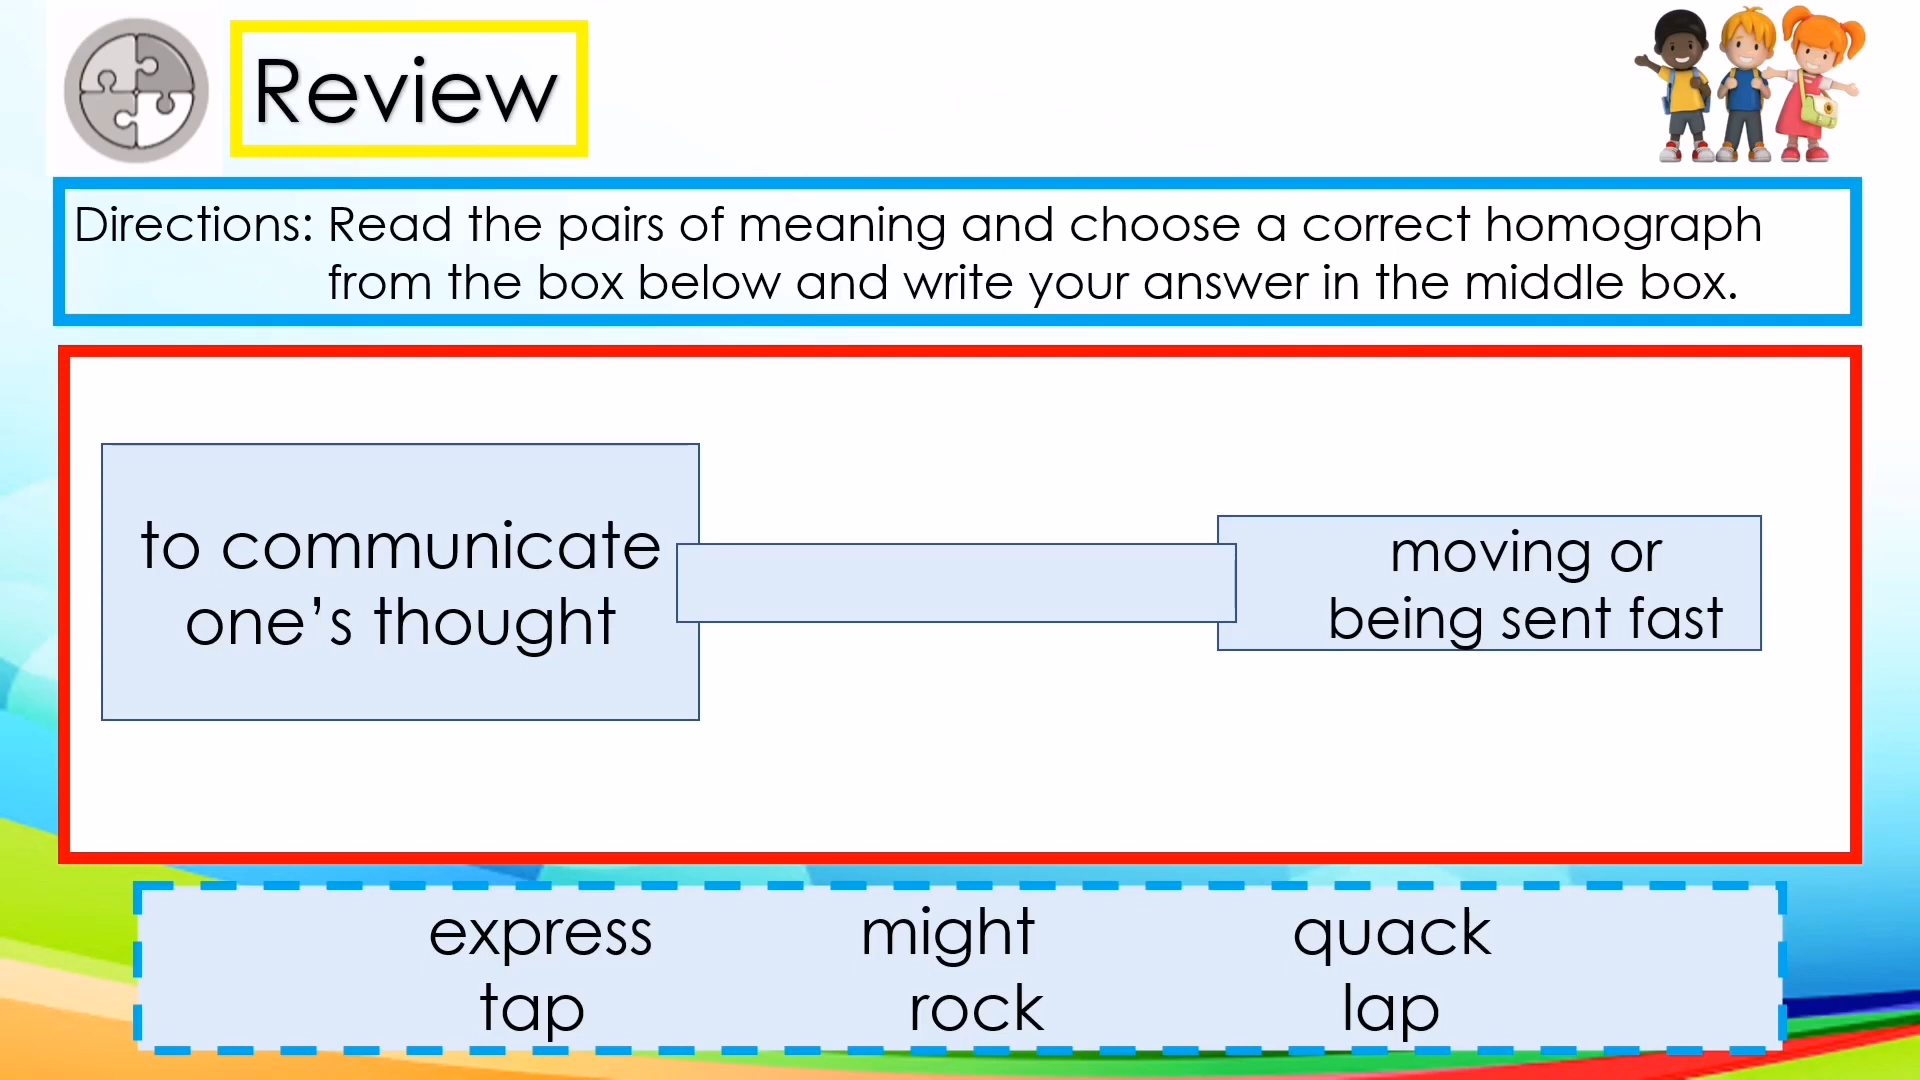 Review
Directions: Read the pairs of meaning and choose a correct homograph
from the box below and write your answer in the middle box.
to communicate
one’s thought
moving or
being sent fast
express might quack
tap rock lap